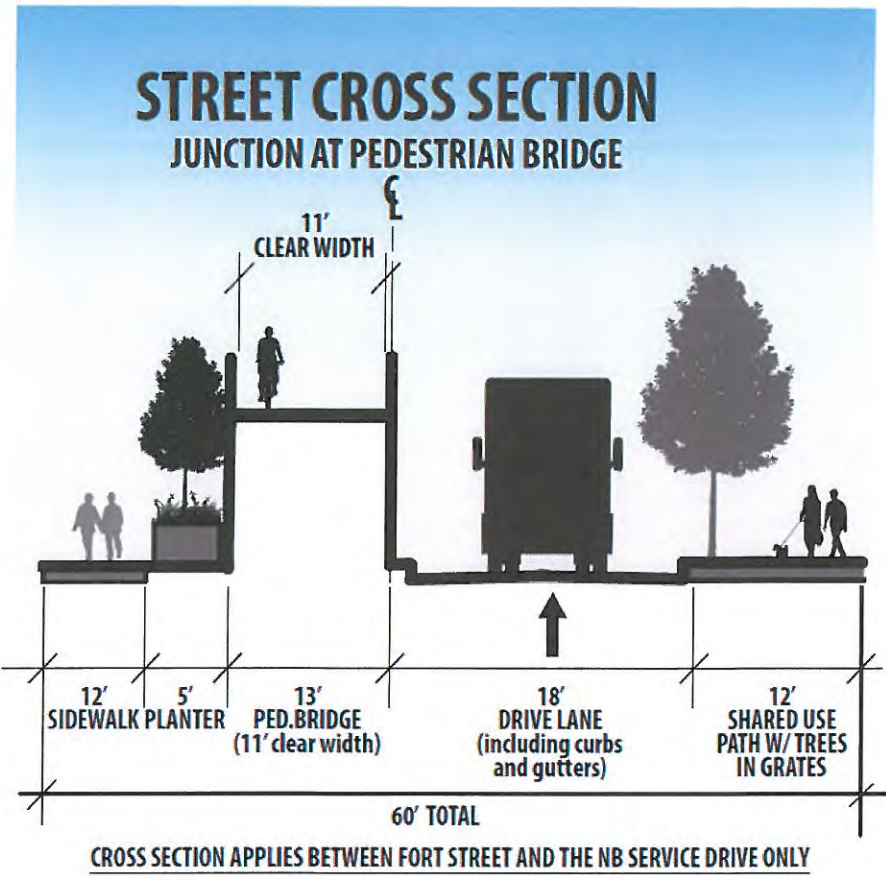 STREET CROSS SECTION
JUNCTION AT PEDESTRIAN BRIDGE
℄
11'
CLEAR WIDTH
12'
SIDEWALK
5'
PLANTER
13'
PED.BRIDGE
(11' clear width)
18'
DRIVE LANE
(including curbs
and gutters)
12'
SHARED USE
PATH W/ TREES
IN GRATES
60' TOTAL
CROSS SECTION APPLIES BETWEEN FORT STREET AND THE NB SERVICE DRIVE ONLY